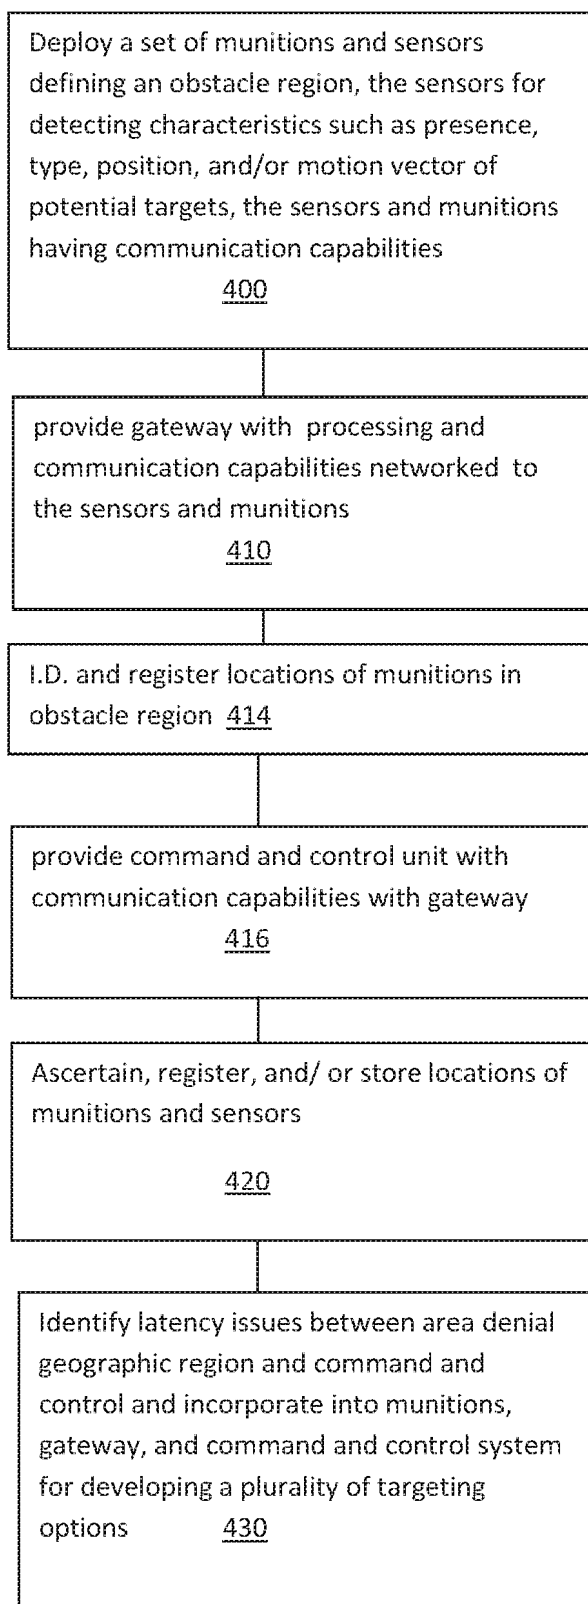 Deploy a set of munitions and sensors
defining an obstacle region, the sensors for
detecting characteristics such as presence,
type, position, and/or motion vector of
potential targets, the sensors and munitions
having communication capabilities
400
provide gateway with processing and
communication capabilities networked to
the sensors and munitions
410
I.D. and register locations of munitions in
obstacle region 414
provide command and control unit with
communication capabilities with gateway
416
Ascertain, register, and/ or store locations of
munitions and sensors
420
Identify latency issues between area denial
geographic region and command and
control and incorporate into munitions,
gateway, and command and control system
for developing a plurality of targeting
options 430